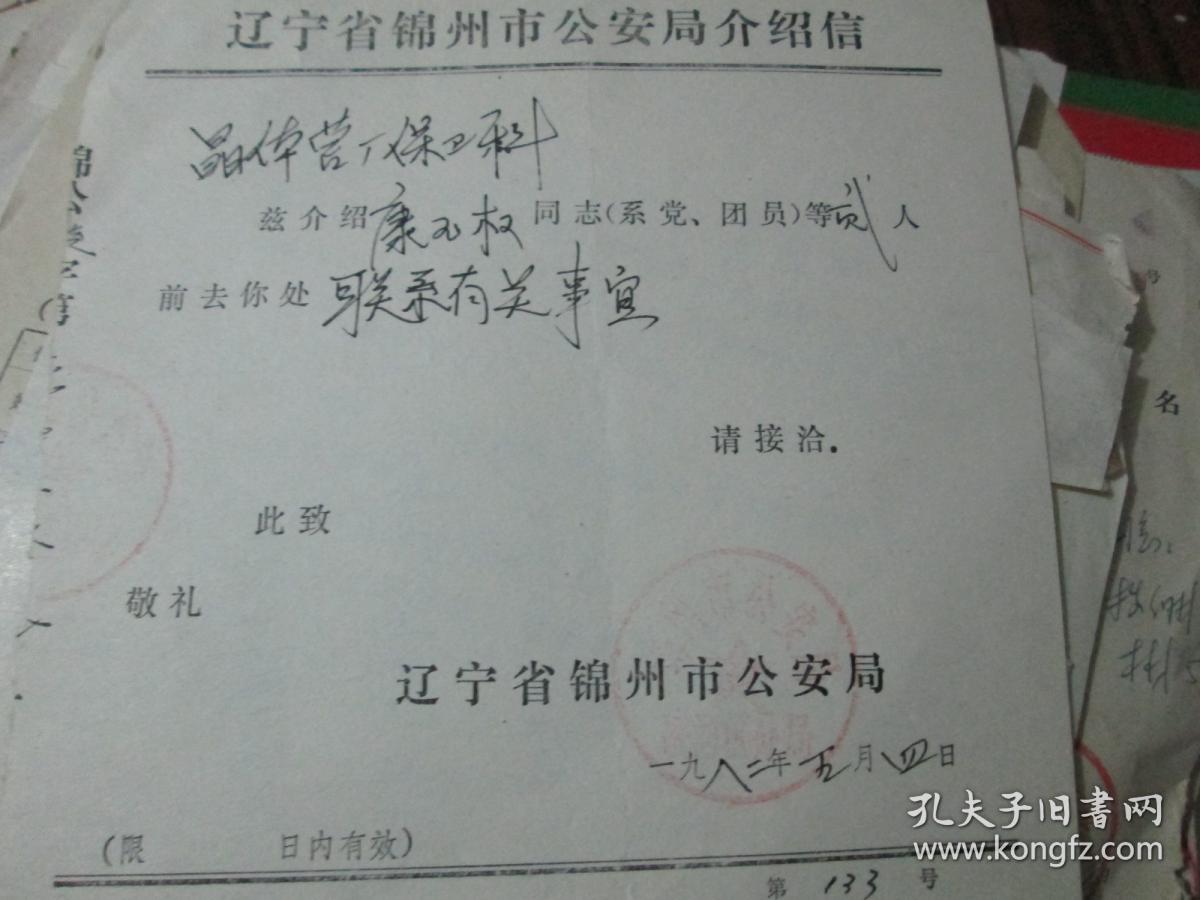 辽宁省锦州市公安局介绍信
晶体管厂保卫科
兹介绍康玉权同志(系党、团员)等贰人
前去你处联系有关事宜
请接洽.
此致
敬礼
辽宁省锦州市公安局
一九八二年五月四日
(限 日内有效)
第 133 号
号
名
孔夫子旧书网
www.kongfz.com